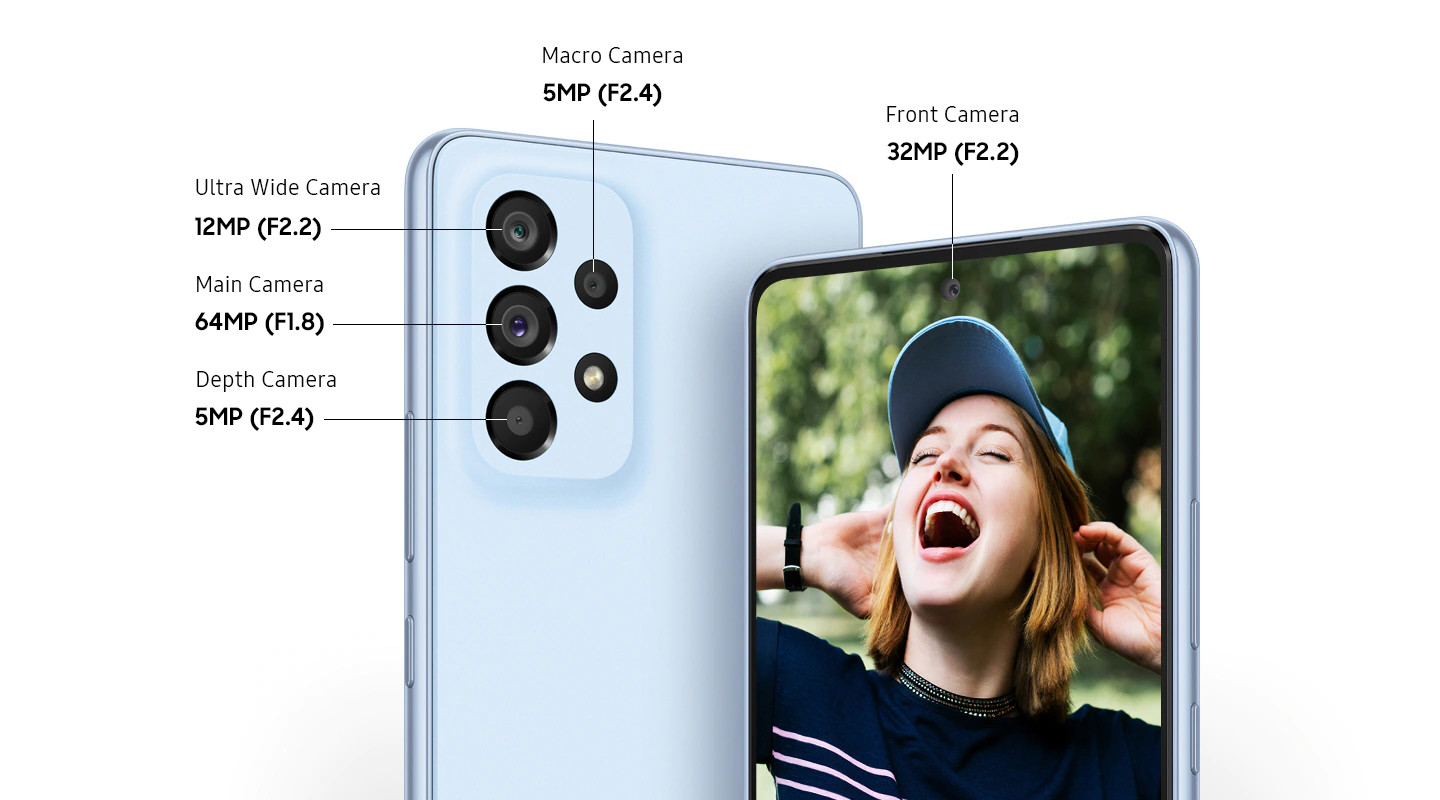 Macro Camera
5MP (F2.4)
Front Camera
32MP (F2.2)
Ultra Wide Camera
12MP (F2.2)
Main Camera
64MP (F1.8)
Depth Camera
5MP (F2.4)